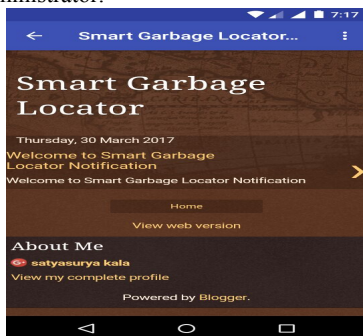 ministrator.
7:17
Smart Garbage Locator...
Smart Garbage
Locator
Thursday, 30 March 2017
Welcome to Smart Garbage
Locator Notification
Welcome to Smart Garbage Locator Notification
Home
View web version
About Me
satyasurya kala
View my complete profile
Powered by Blogger.